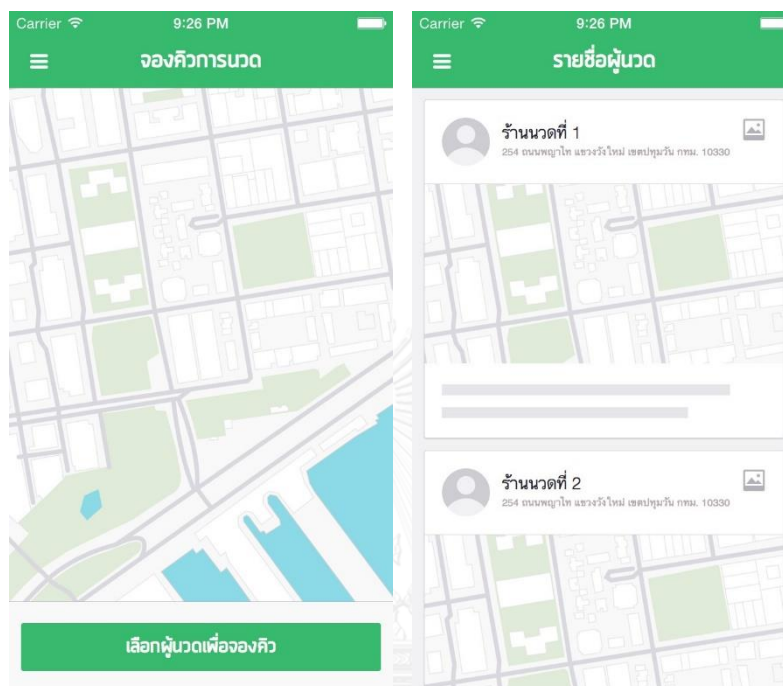 Carrier 9:26 PM
จองคิวการนวด
เลือกผู้นวดเพื่อจองคิว
Carrier 9:26 PM
รายชื่อผู้นวด
ร้านนวดที่ 1
254 ถนนพญาไท แขวงวังใหม่ เขตปทุมวัน กทม. 10330
ร้านนวดที่ 2
254 ถนนพญาไท แขวงวังใหม่ เขตปทุมวัน กทม. 10330